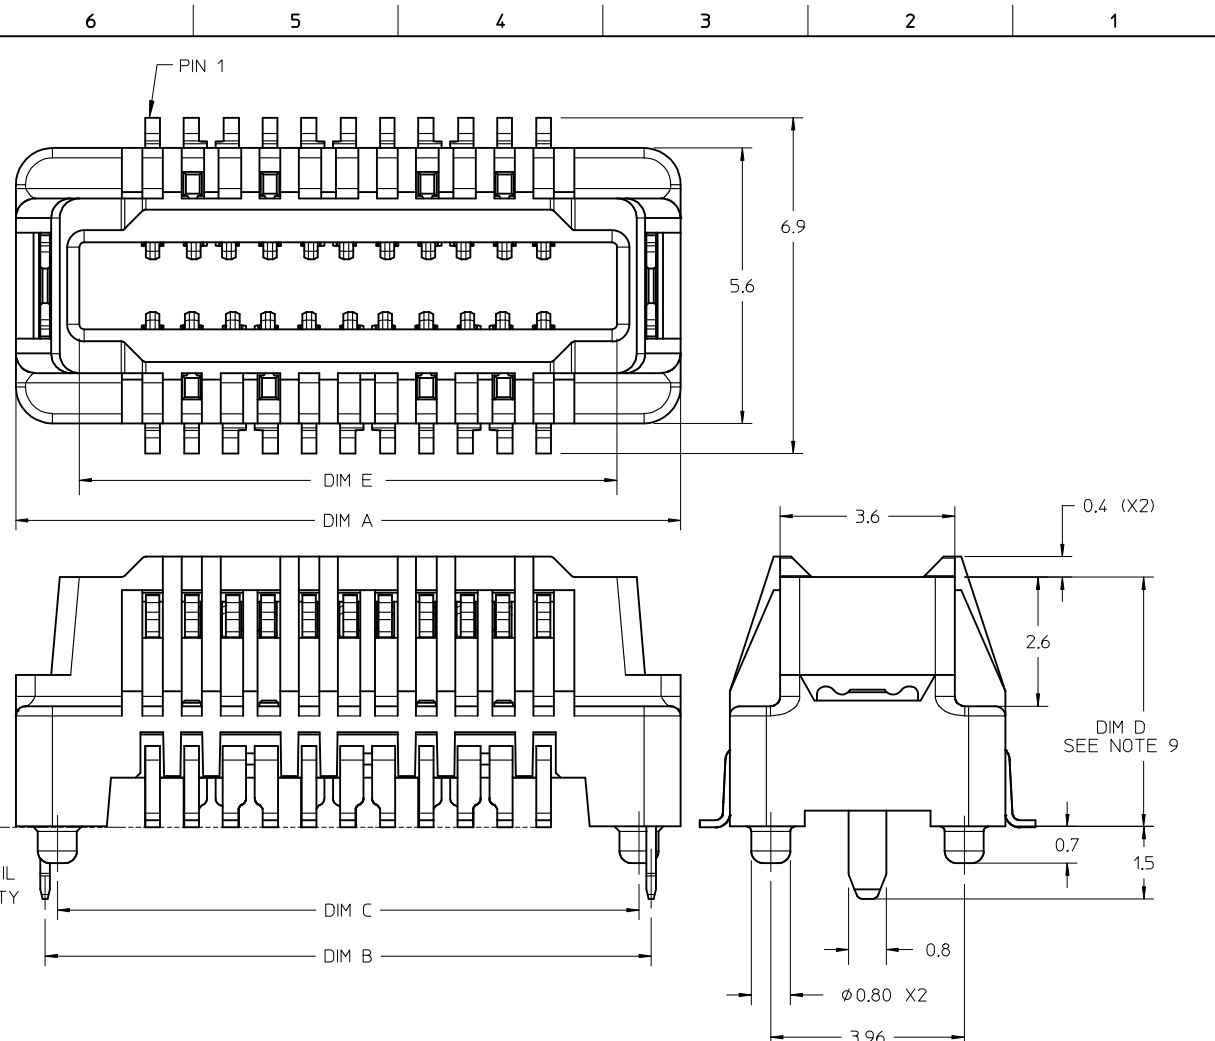 6 5 4 3 2 1
PIN 1
6.9
5.6
DIM E
DIM A
3.6
0.4 (X2)
2.6
DIM D
SEE NOTE 9
0.7
1.5
IL
TY
DIM C
DIM B
0.8
⌀0.80 X2
3.96